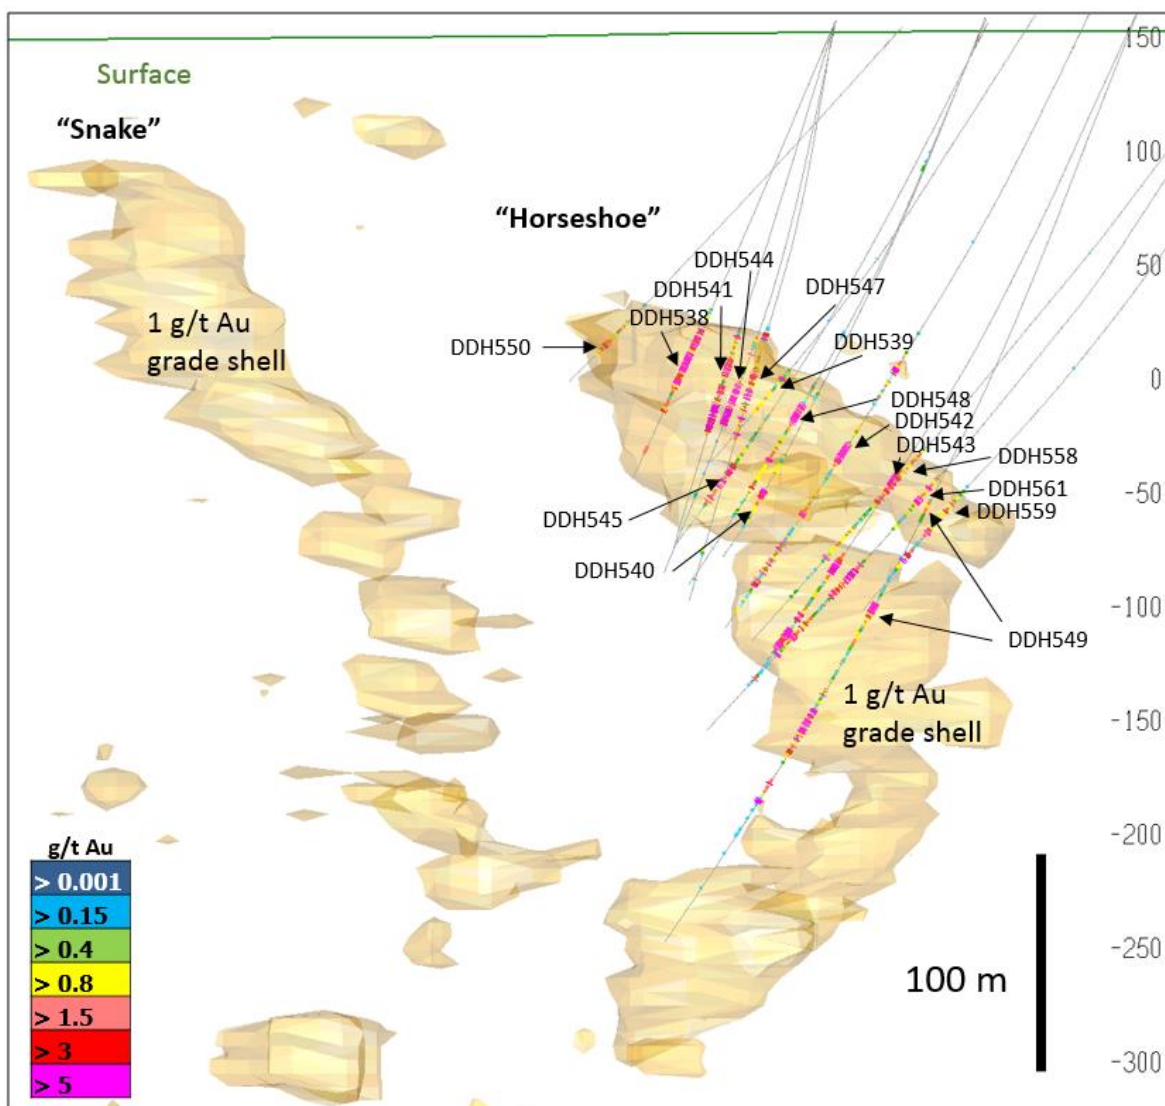 150
Surface
“Snake”
100
“Horseshoe”
50
DDH544
DDH541
DDH547
DDH538
1 g/t Au
grade shell
DDH550
DDH539
0
DDH548
DDH542
DDH543
DDH558
DDH561
-50
DDH559
DDH545
DDH540
-100
DDH549
1 g/t Au
grade shell
-150
-200
g/t Au
> 0.001
> 0.15
> 0.4
> 0.8
> 1.5
> 3
> 5
-250
100 m
-300